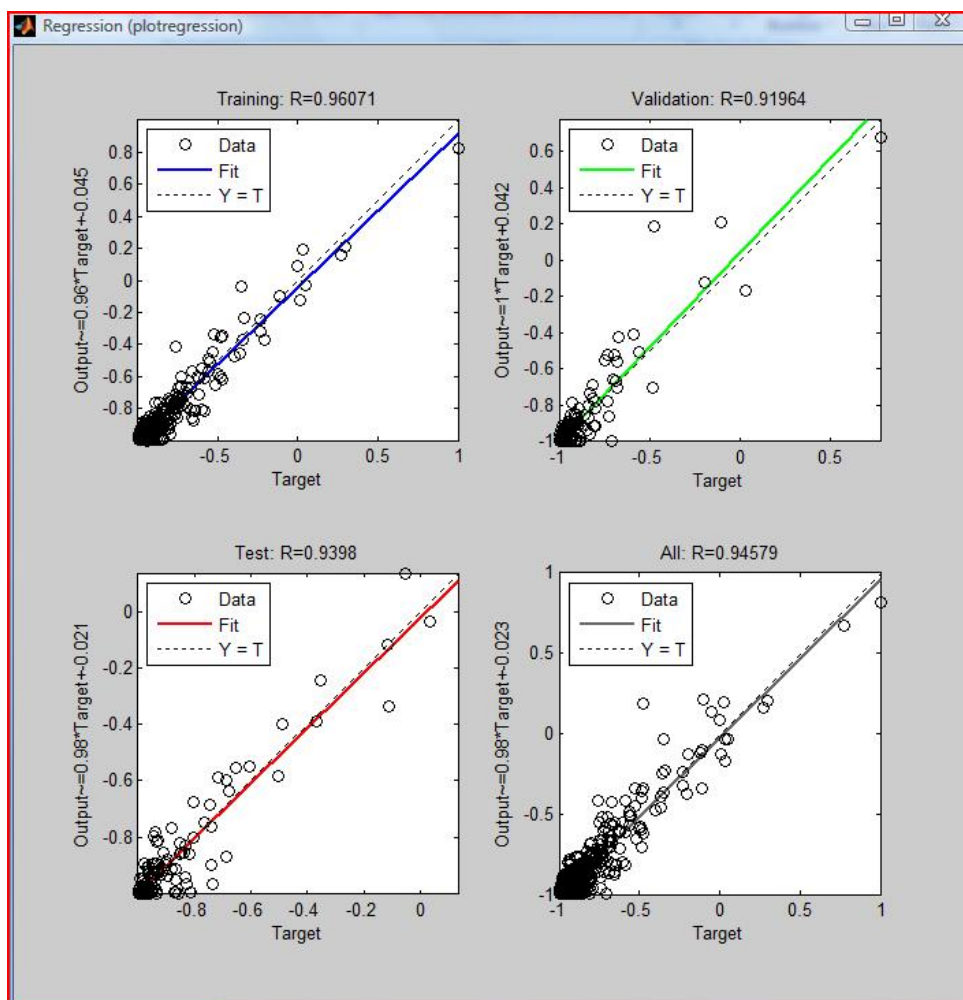 Regression (plotregression)
Training: R=0.96071
Output~=0.96*Target+-0.045
Data
Fit
Y = T
0.8
0.6
0.4
0.2
0
-0.2
-0.4
-0.6
-0.8
-0.5
0
0.5
1
Target
Validation: R=0.91964
Output~=1*Target+0.042
Data
Fit
Y = T
0.6
0.4
0.2
0
-0.2
-0.4
-0.6
-0.8
-1
-1
-0.5
0
0.5
Target
Test: R=0.9398
Output~=0.98*Target+-0.021
Data
Fit
Y = T
0
-0.2
-0.4
-0.6
-0.8
-0.8
-0.6
-0.4
-0.2
0
Target
All: R=0.94579
Output~=0.98*Target+-0.023
Data
Fit
Y = T
1
0.5
0
-0.5
-1
-1
-0.5
0
0.5
1
Target